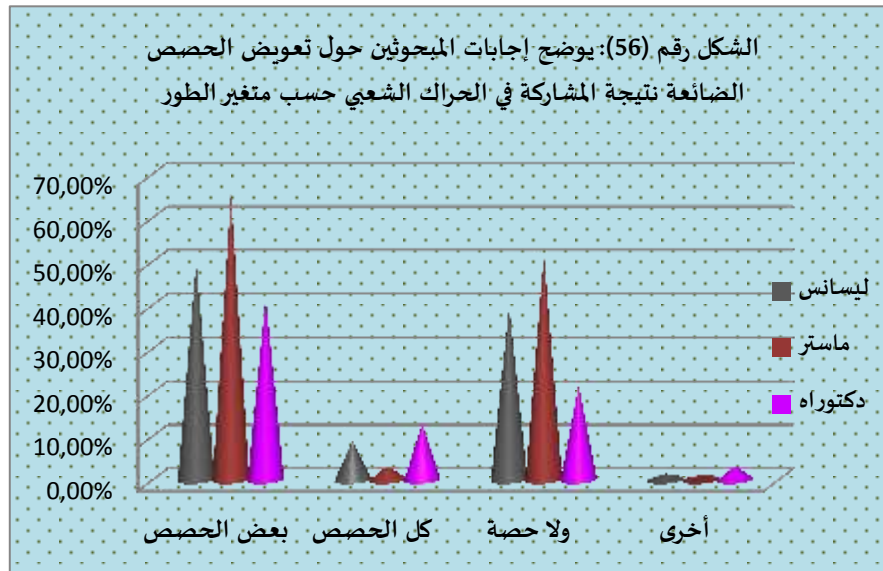 الشكل رقم (56): يوضح إجابات المبحوثين حول تعويض الحصص
الضائعة نتيجة المشاركة في الحراك الشعبي حسب متغير الطور
70,00%
60,00%
50,00%
40,00%
30,00%
20,00%
10,00%
0,00%
ليسانس
ماستر
دكتوراه
بعض الحصص
كل الحصص
ولا حصة
أخرى